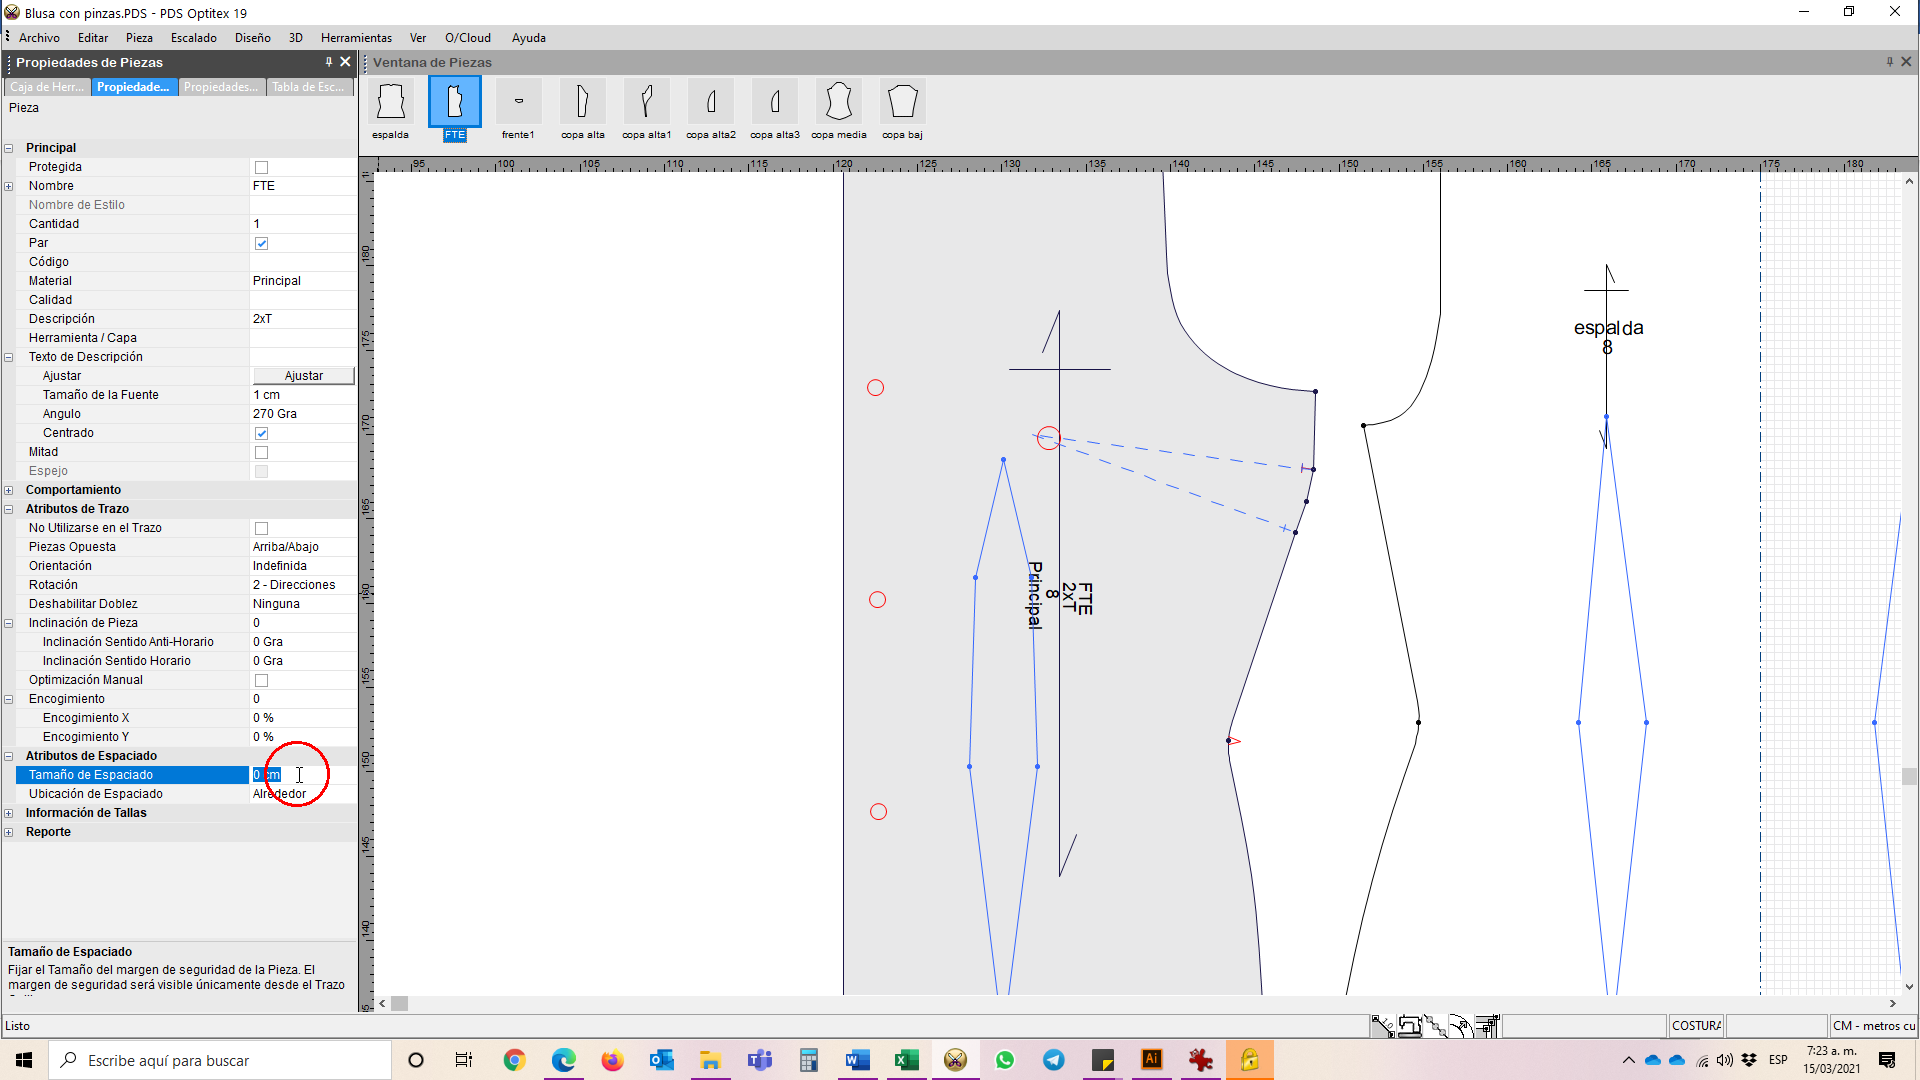 Blusa con pinzas.PDS - PDS Optitex 19
Archivo Editar Pieza Escalado Diseño 3D Herramientas Ver O/Cloud Ayuda
Propiedades de Piezas
Ventana de Piezas
Caja de Herr... Propiedade... Propiedades... Tabla de Esc...
Pieza
espalda FTE frente1 copa alta copa alta1 copa alta2 copa alta3 copa media copa baj
95 100 105 110 115 120 125 130 135 140 145 150 155 160 165 170 175 180
Principal
Protegida
Nombre FTE
Nombre de Estilo
Cantidad 1
Par
Código
Material Principal
Calidad
Descripción 2xT
Herramienta / Capa
Texto de Descripción
Ajustar Ajustar
Tamaño de la Fuente 1 cm
Angulo 270 Gra
Centrado
Mitad
Espejo
Comportamiento
Atributos de Trazo
No Utilizarse en el Trazo
Piezas Opuesta Arriba/Abajo
Orientación Indefinida
Rotación 2 - Direcciones
Deshabilitar Doblez Ninguna
Inclinación de Pieza 0
Inclinación Sentido Anti-Horario 0 Gra
Inclinación Sentido Horario 0 Gra
Optimización Manual
Encogimiento 0
Encogimiento X 0 %
Encogimiento Y 0 %
Atributos de Espaciado
Tamaño de Espaciado 0 cm
Ubicación de Espaciado Alrededor
Información de Tallas
Reporte
180
175
170
165
160
155
150
145
140
espalda
8
FTE
2xT
8
Principal
Tamaño de Espaciado
Fijar el Tamaño del margen de seguridad de la Pieza. El
margen de seguridad será visible únicamente desde el Trazo
Listo
COSTURA
CM - metros cu
Escribe aquí para buscar
ESP
7:23 a. m.
15/03/2021